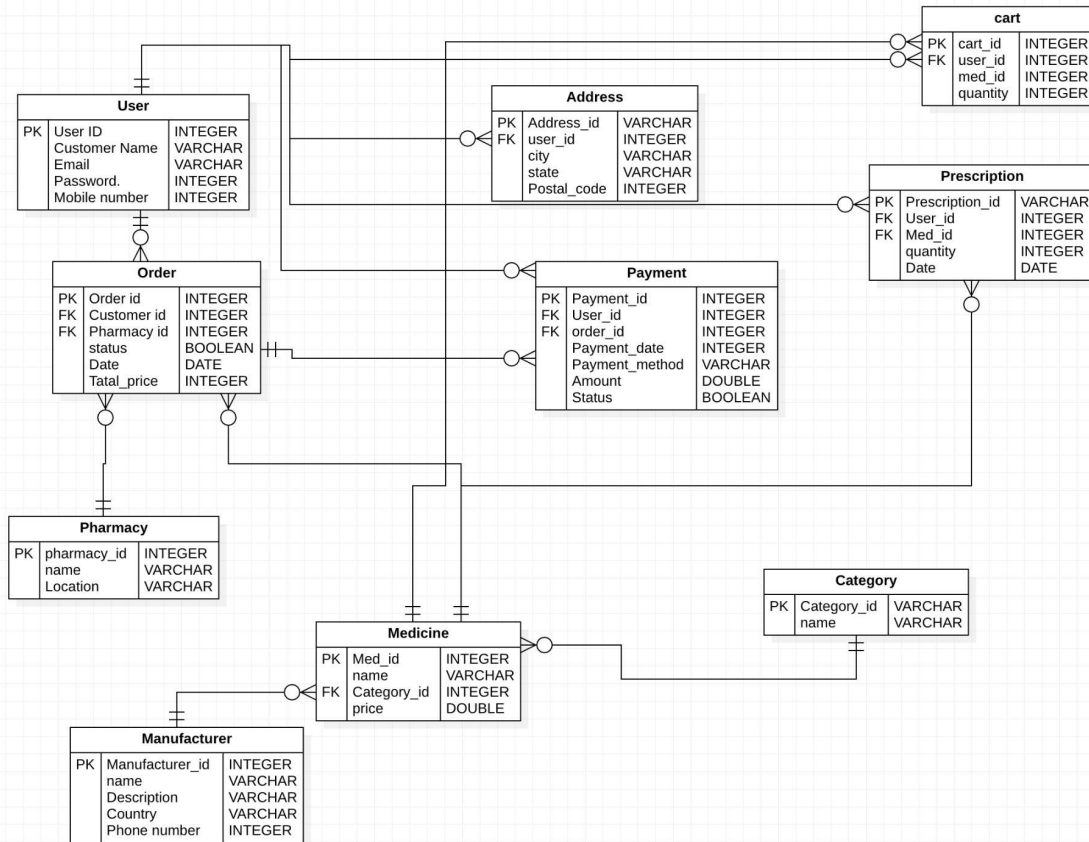 cart
PK cart_id INTEGER
FK user_id INTEGER
med_id INTEGER
quantity INTEGER
Address
PK Address_id VARCHAR
FK user_id INTEGER
city VARCHAR
state VARCHAR
Postal_code INTEGER
User
PK User ID INTEGER
Customer Name VARCHAR
Email VARCHAR
Password. INTEGER
Mobile number INTEGER
Prescription
PK Prescription_id VARCHAR
FK User_id INTEGER
FK Med_id INTEGER
quantity INTEGER
Date DATE
Order
PK Order id INTEGER
FK Customer id INTEGER
FK Pharmacy id INTEGER
status BOOLEAN
Date DATE
Tatal_price INTEGER
Payment
PK Payment_id INTEGER
FK User_id INTEGER
FK order_id INTEGER
Payment_date INTEGER
Payment_method VARCHAR
Amount DOUBLE
Status BOOLEAN
Pharmacy
PK pharmacy_id INTEGER
name VARCHAR
Location VARCHAR
Category
PK Category_id VARCHAR
name VARCHAR
Medicine
PK Med_id INTEGER
name VARCHAR
FK Category_id INTEGER
price DOUBLE
Manufacturer
PK Manufacturer_id INTEGER
name VARCHAR
Description VARCHAR
Country VARCHAR
Phone number INTEGER